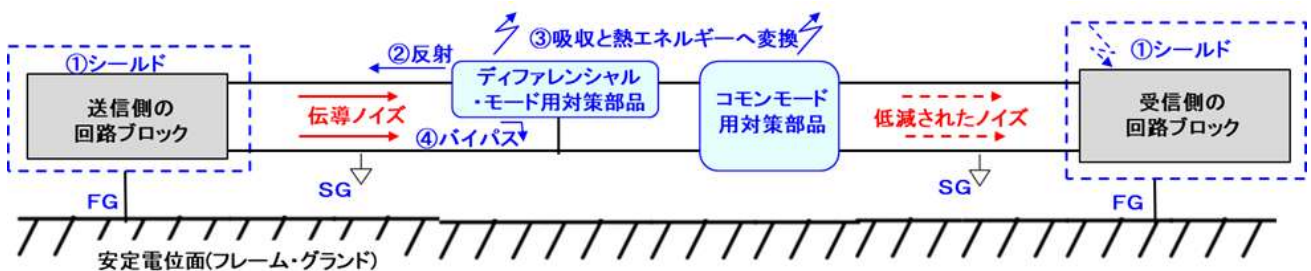 ③吸収と熱エネルギーへ変換
①シールド
②反射
①シールド
送信側の
回路ブロック
伝導ノイズ
ディファレンシャル
・モード用対策部品
④バイパス
コモンモード
用対策部品
低減されたノイズ
受信側の
回路ブロック
FG
SG
SG
FG
安定電位面(フレーム・グランド)